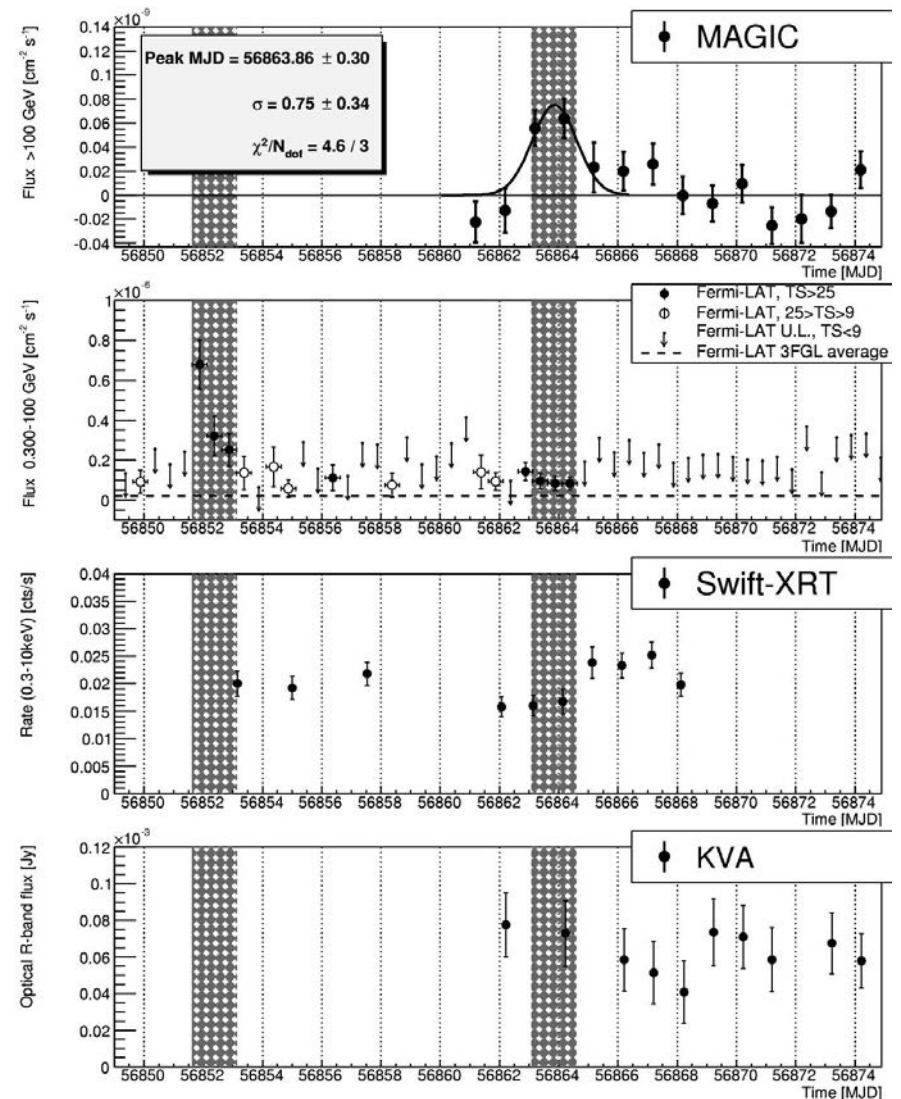 ×10⁻⁹
MAGIC
Peak MJD = 56863.86 ± 0.30
σ = 0.75 ± 0.34
χ²/N_dof = 4.6 / 3
Flux >100 GeV [cm⁻² s⁻¹]
0.14
0.12
0.1
0.08
0.06
0.04
0.02
0
-0.02
-0.04
56850 56852 56854 56856 56858 56860 56862 56864 56866 56868 56870 56872 56874
Time [MJD]
×10⁻⁶
Fermi-LAT, TS>25
Fermi-LAT, 25>TS>9
Fermi-LAT U.L., TS<9
Fermi-LAT 3FGL average
Flux 0.300-100 GeV [cm⁻² s⁻¹]
1
0.8
0.6
0.4
0.2
0
56850 56852 56854 56856 56858 56860 56862 56864 56866 56868 56870 56872 56874
Time [MJD]
Swift-XRT
Rate (0.3-10keV) [cts/s]
0.04
0.035
0.03
0.025
0.02
0.015
0.01
0.005
0
56850 56852 56854 56856 56858 56860 56862 56864 56866 56868 56870 56872 56874
Time [MJD]
×10⁻³
KVA
Optical R-band flux [Jy]
0.12
0.1
0.08
0.06
0.04
0.02
0
56850 56852 56854 56856 56858 56860 56862 56864 56866 56868 56870 56872 56874
Time [MJD]